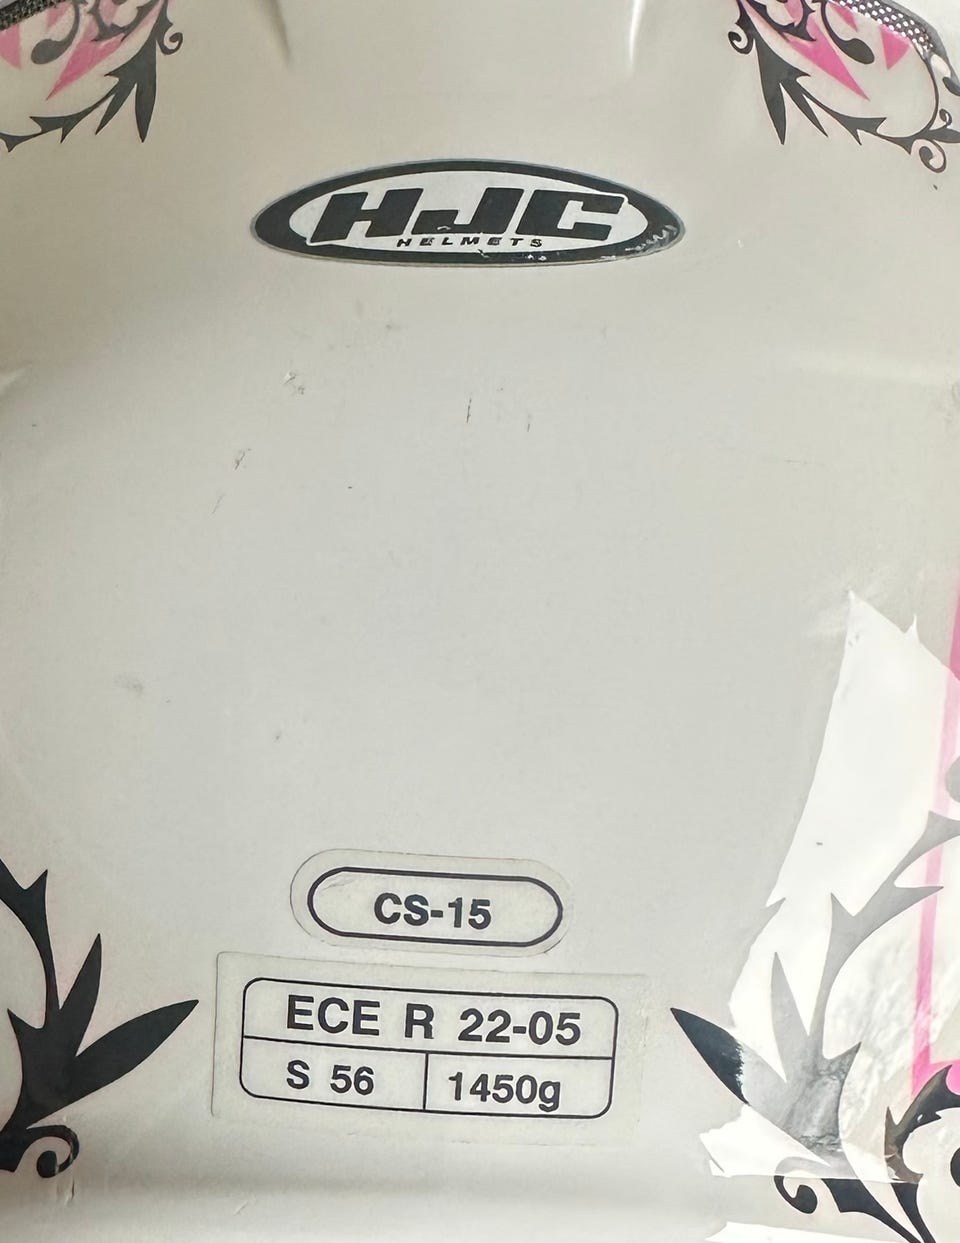 HJC
HELMETS
CS-15
ECE R 22-05
S 56 1450g